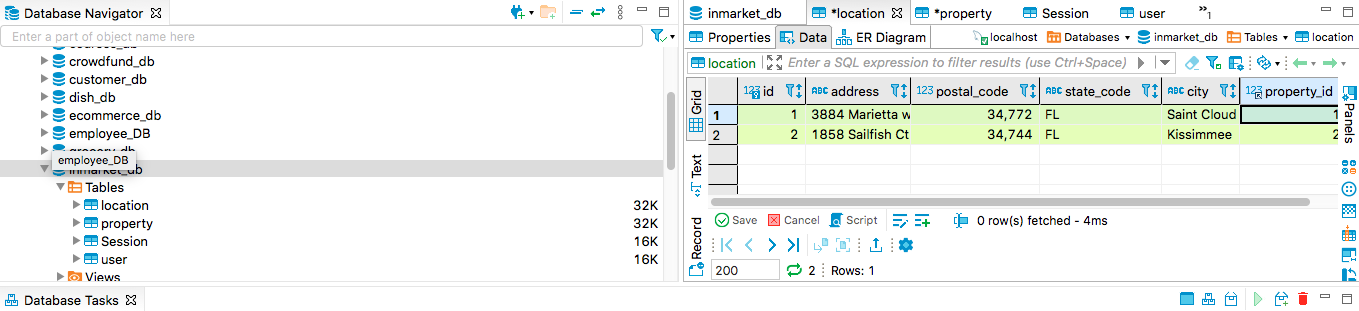 Database Navigator
Enter a part of object name here
crowdfund_db
customer_db
dish_db
ecommerce_db
employee_DB
employee_DB
inmarket_db
Tables
location 32K
property 32K
Session 16K
user 16K
Views
inmarket_db *location *property Session user »1
Properties Data ER Diagram localhost Databases inmarket_db Tables location
location Enter a SQL expression to filter results (use Ctrl+Space)
Grid
Text
Record
Panels
123 id ABC address 123 postal_code ABC state_code ABC city 123 property_id
1 1 3884 Marietta w 34,772 FL Saint Cloud 1
2 2 1858 Sailfish Ct 34,744 FL Kissimmee 2
Save Cancel Script 0 row(s) fetched - 4ms
200 2 Rows: 1
Database Tasks